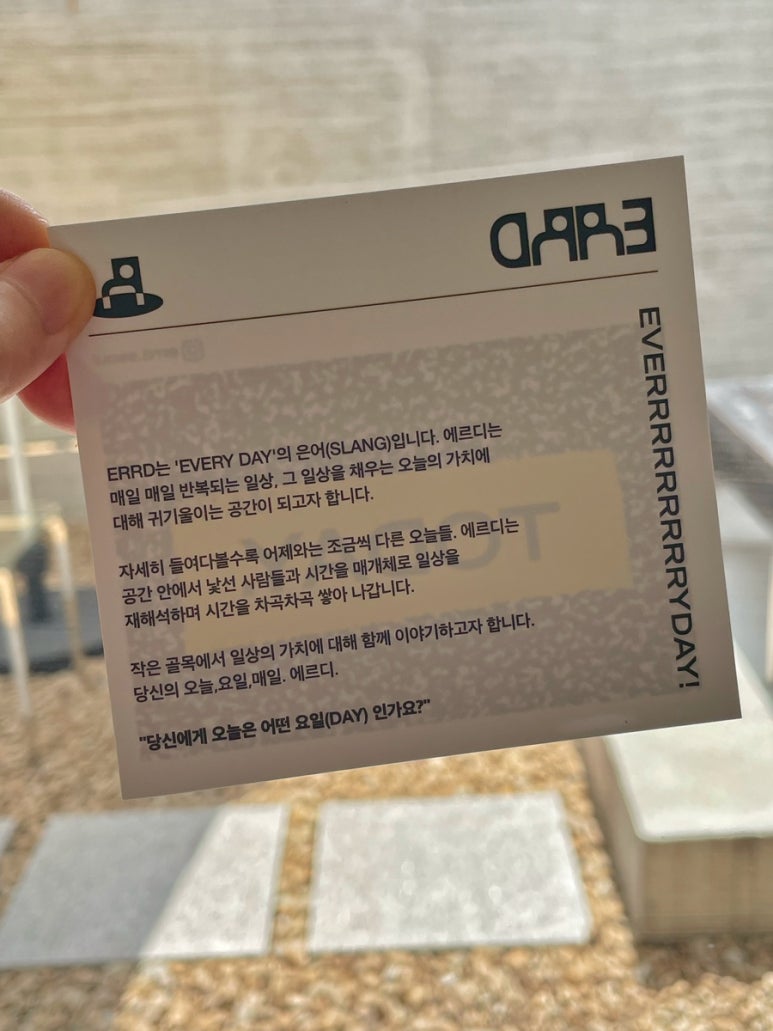 ERRD
EVERRRRRRRRRYDAY!
ERRD는 'EVERY DAY'의 은어(SLANG)입니다. 에르디는
매일 매일 반복되는 일상, 그 일상을 채우는 오늘의 가치에
대해 귀기울이는 공간이 되고자 합니다.
자세히 들여다볼수록 어제와는 조금씩 다른 오늘들. 에르디는
공간 안에서 낯선 사람들과 시간을 매개체로 일상을
재해석하며 시간을 차곡차곡 쌓아 나갑니다.
작은 골목에서 일상의 가치에 대해 함께 이야기하고자 합니다.
당신의 오늘,요일,매일. 에르디.
"당신에게 오늘은 어떤 요일(DAY) 인가요?"
TODAY